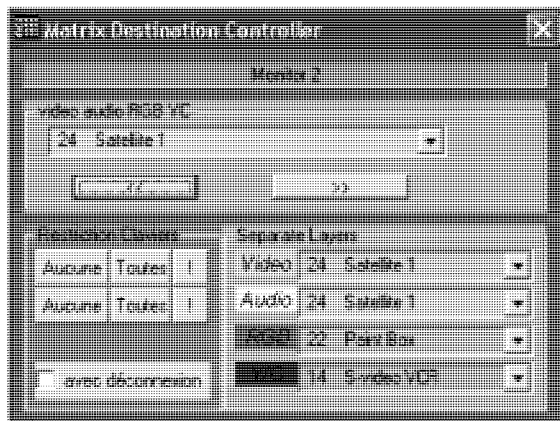 Matrix Destination Controller
Monitor 2
video audio RGB YC
24 Satellite 1
<< >>
Restriction Claviers
Aucune Toutes !
Aucune Toutes !
avec déconnexion
Separate Layers
Video 24 Satellite 1
Audio 24 Satellite 1
RGB 22 Paint Box
YC 14 S-video VCR